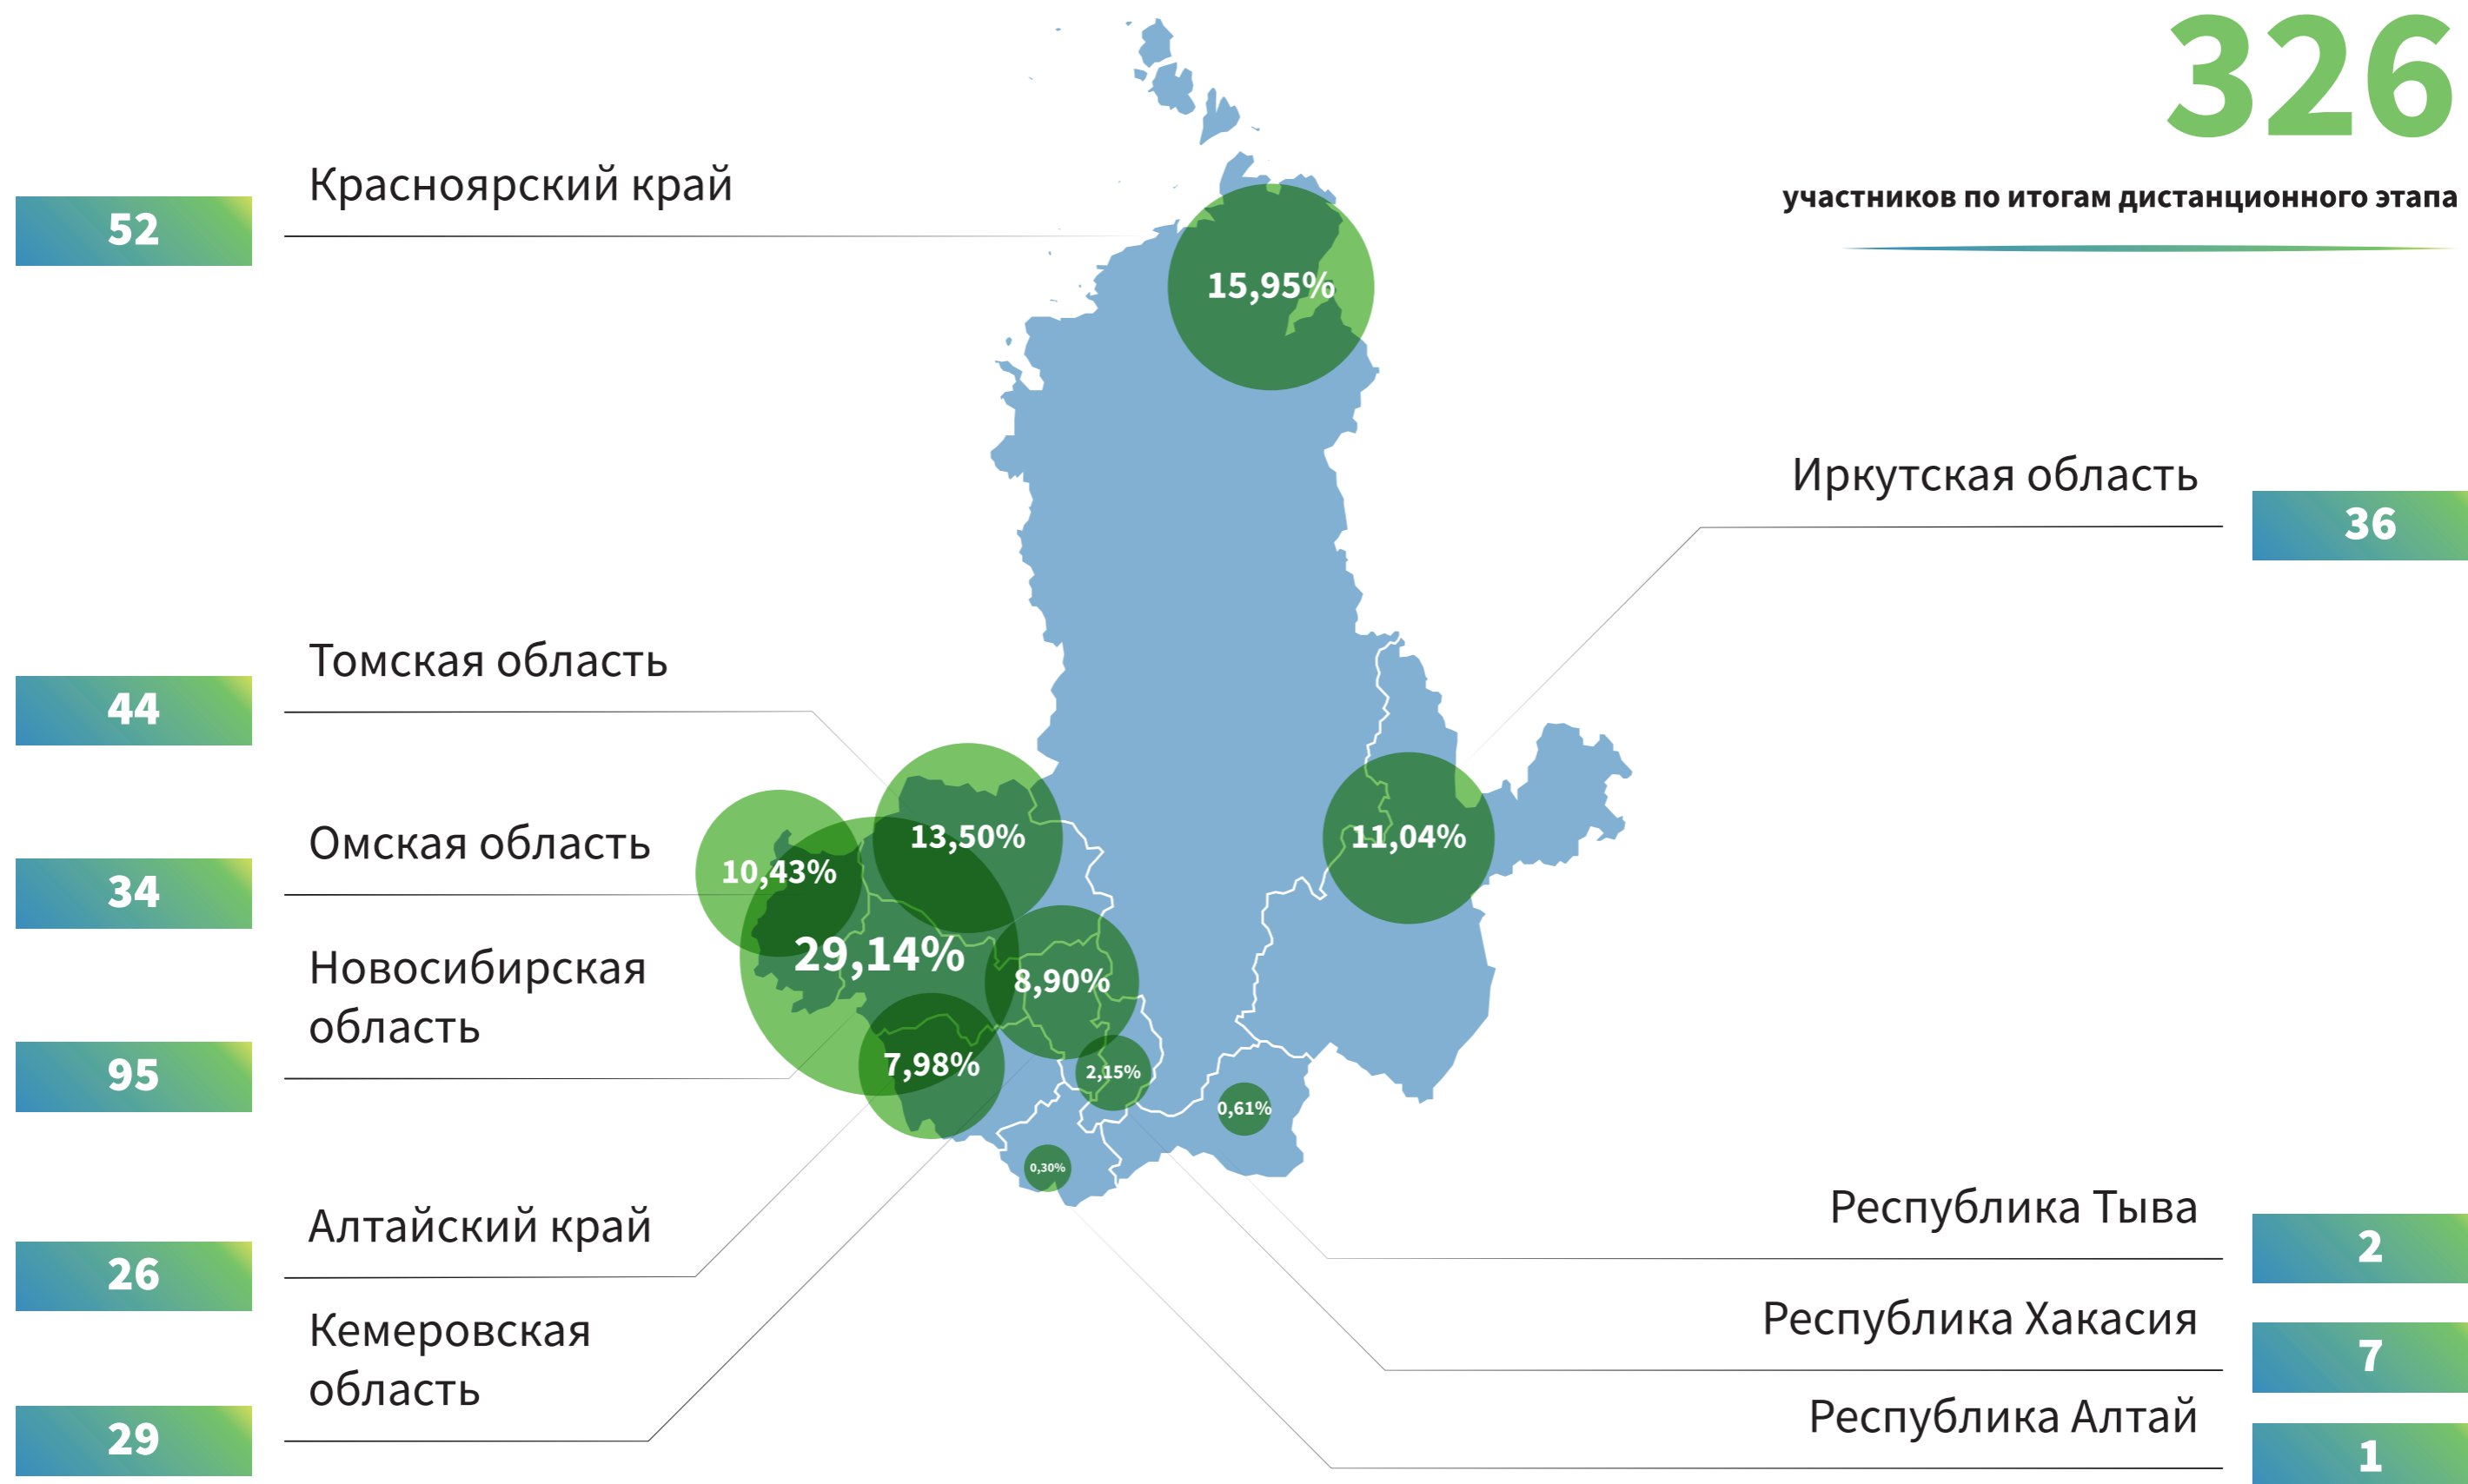 326
участников по итогам дистанционного этапа
Красноярский край
52
15,95%
Иркутская область
36
Томская область
44
13,50%
11,04%
Омская область
34
10,43%
Новосибирская
область
95
29,14%
8,90%
7,98%
2,15%
0,61%
0,30%
Алтайский край
26
Кемеровская
область
29
Республика Тыва
2
Республика Хакасия
7
Республика Алтай
1